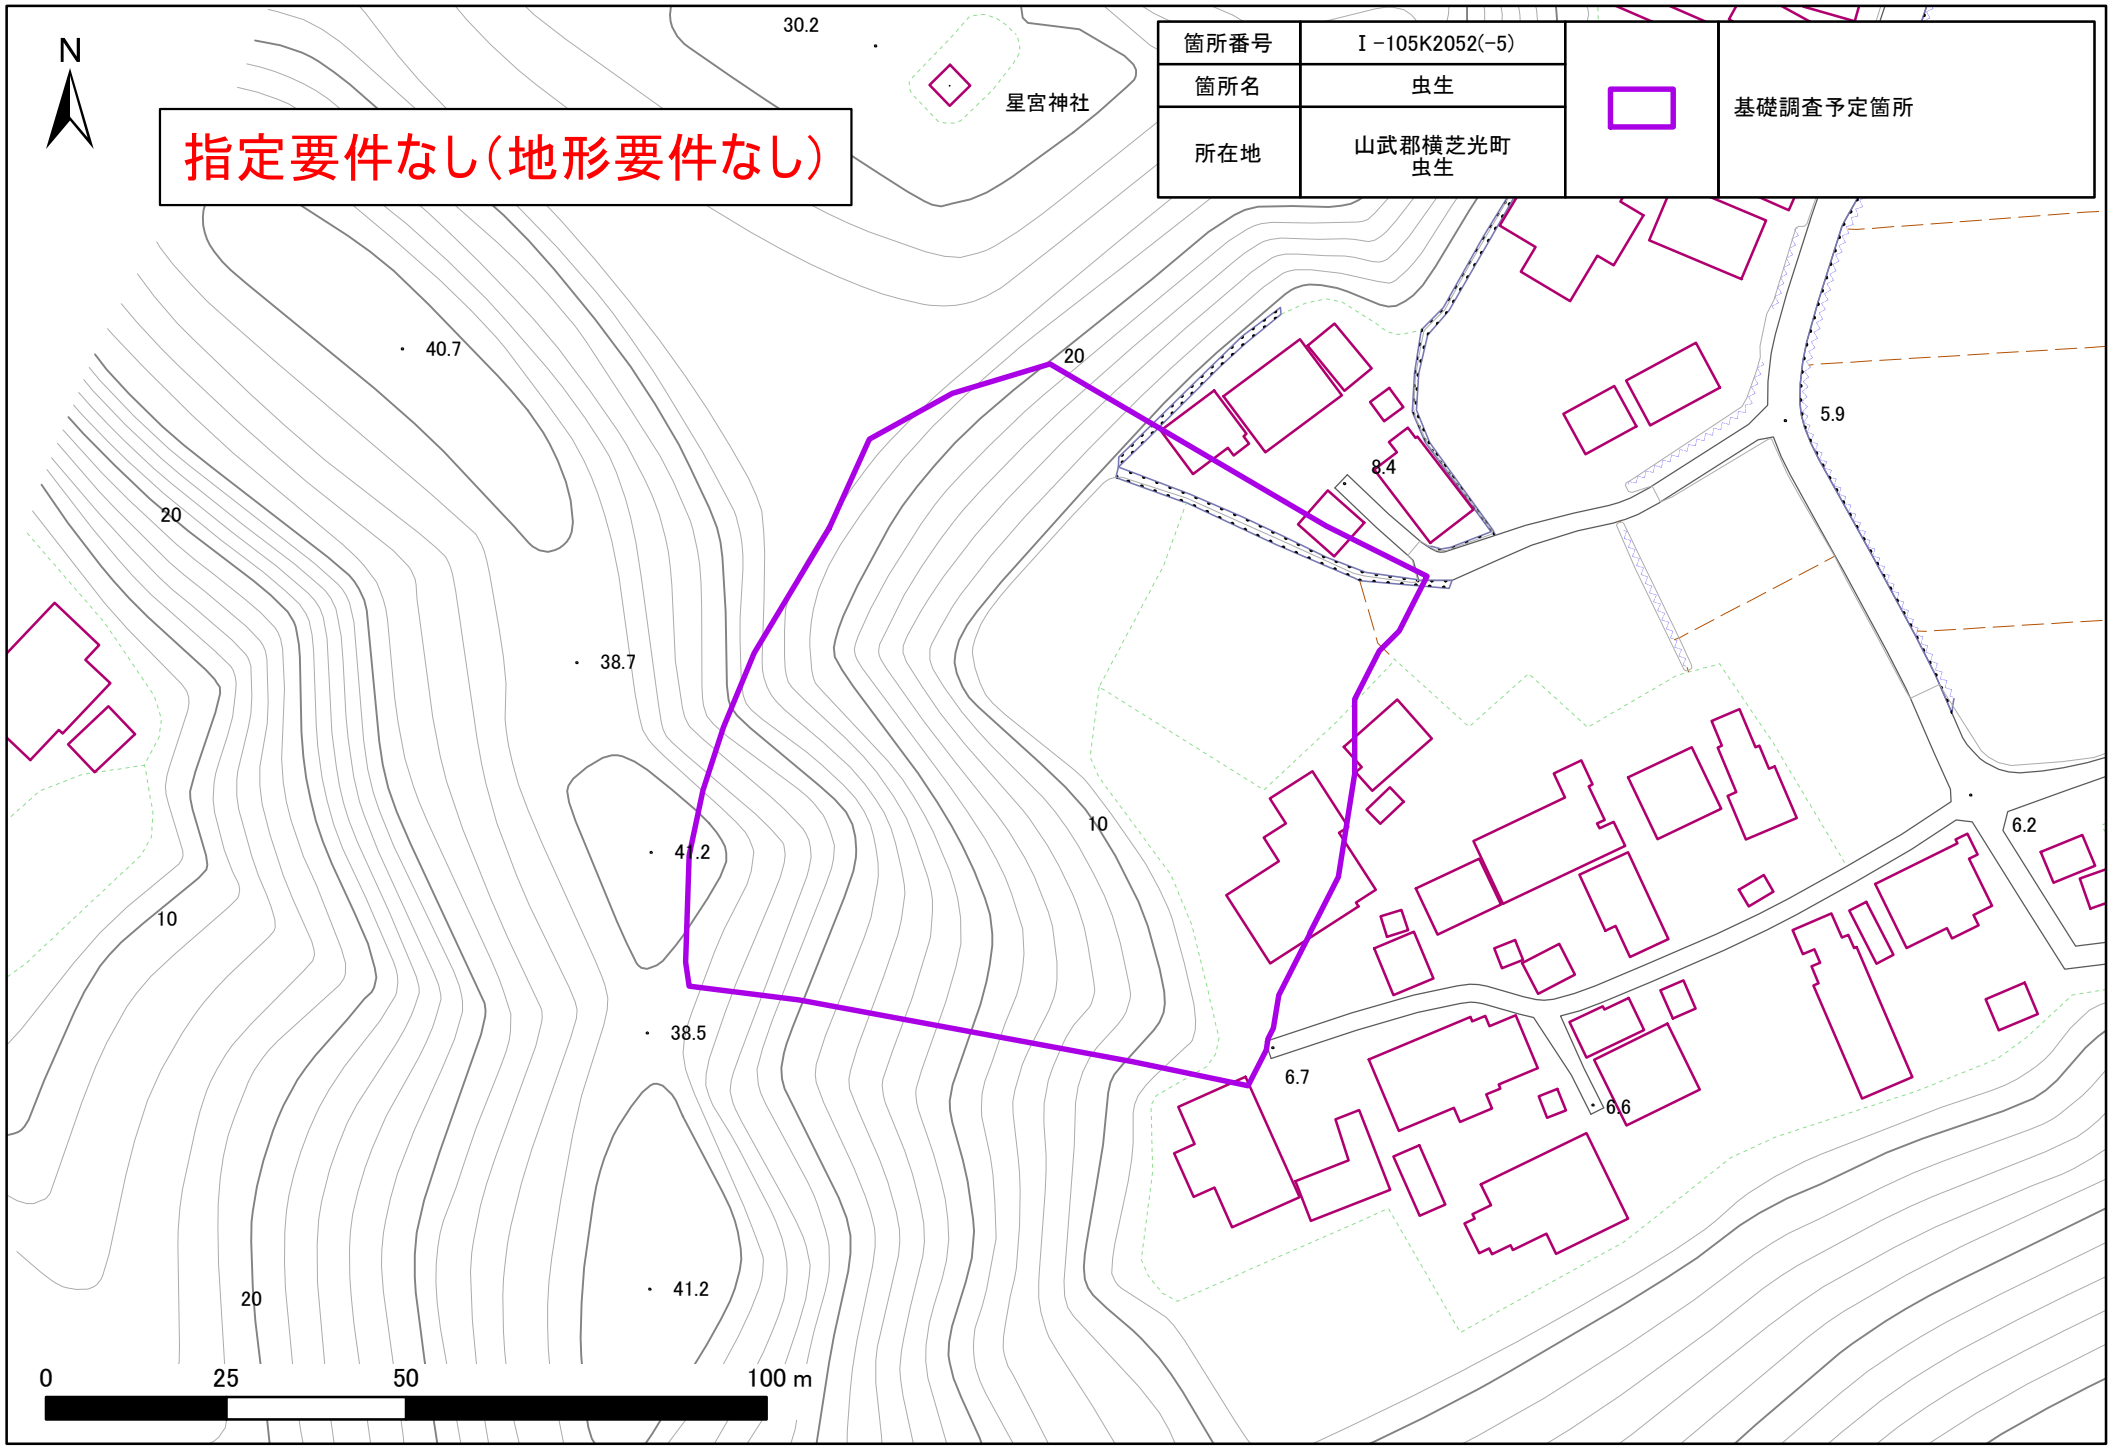 30.2
N
星宮神社
指定要件なし(地形要件なし)
箇所番号 Ⅰ-105K2052(-5)
箇所名 虫生
所在地 山武郡横芝光町
虫生
基礎調査予定箇所
40.7
20
5.9
8.4
20
38.7
10
6.2
41.2
10
38.5
6.7
6.6
41.2
20
0 25 50 100 m